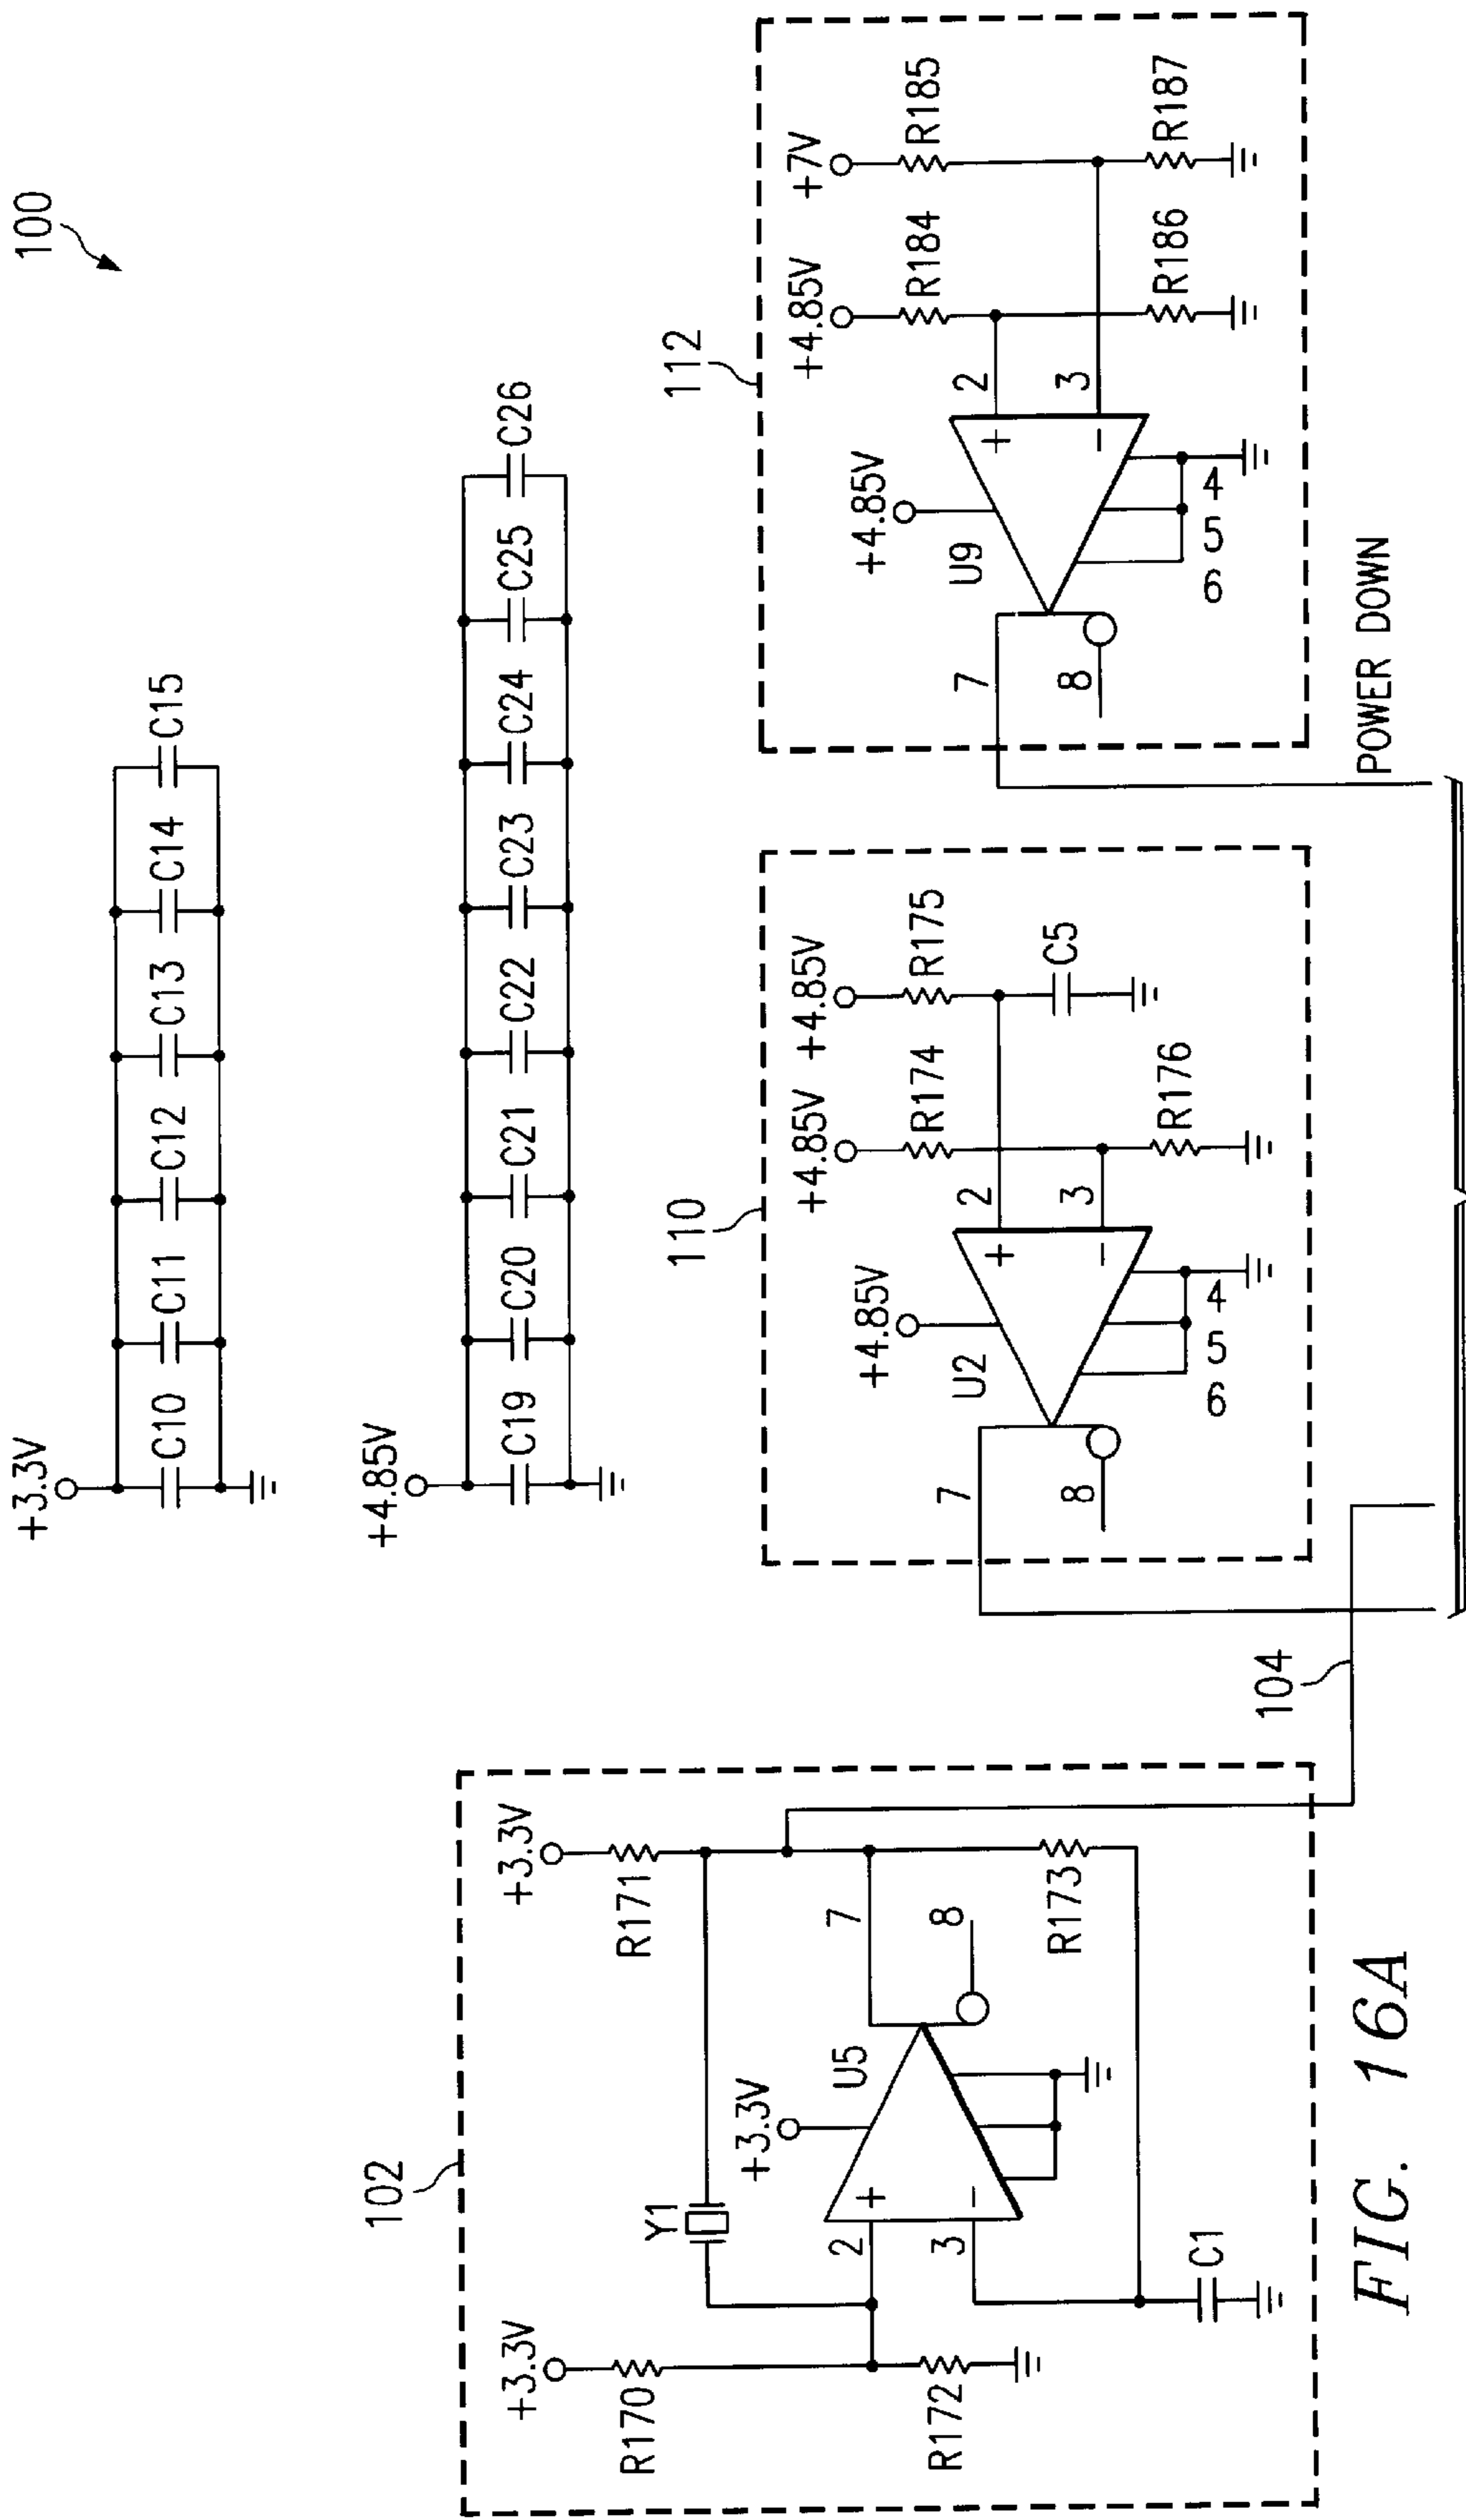 100
+3.3V
C10
C11
C12
C13
C14
C15
+4.85V
C19
C20
C21
C22
C23
C24
C25
C26
102
+3.3V
R170
R172
Y1
+3.3V
R171
+3.3V
U5
2
+
3
-
7
8
R173
C1
104
110
+4.85V
+4.85V
R174
R175
+4.85V
U2
2
+
3
-
C5
R176
7
8
6
5
4
112
+4.85V
+7V
R184
R185
+4.85V
U9
2
+
3
-
R186
R187
7
8
6
5
4
POWER DOWN
FIG. 16A